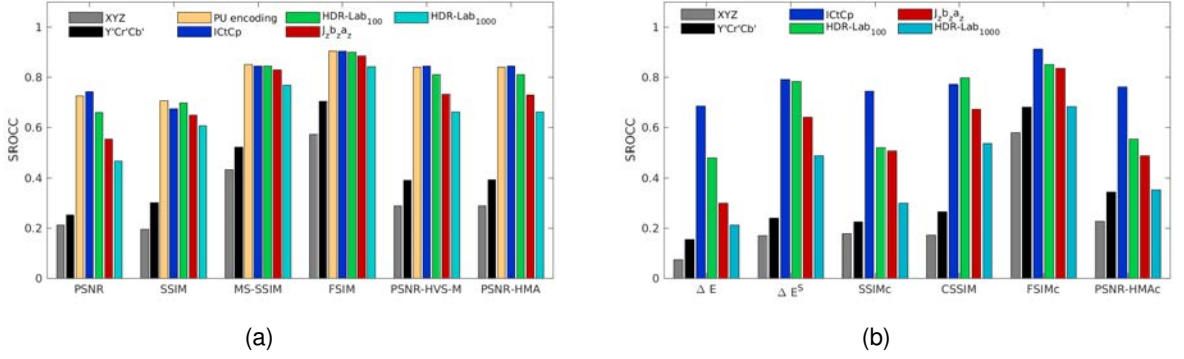 XYZ PU encoding HDR-Lab100 HDR-Lab1000
Y'Cr'Cb' ICtCp Jzbzaz
1
0.8
0.6
0.4
0.2
0
SROCC
PSNR SSIM MS-SSIM FSIM PSNR-HVS-M PSNR-HMA
(a)
XYZ ICtCp Jzbzaz
Y'Cr'Cb' HDR-Lab100 HDR-Lab1000
1
0.8
0.6
0.4
0.2
0
SROCC
Δ E Δ E^S SSIMc CSSIM FSIMc PSNR-HMAc
(b)